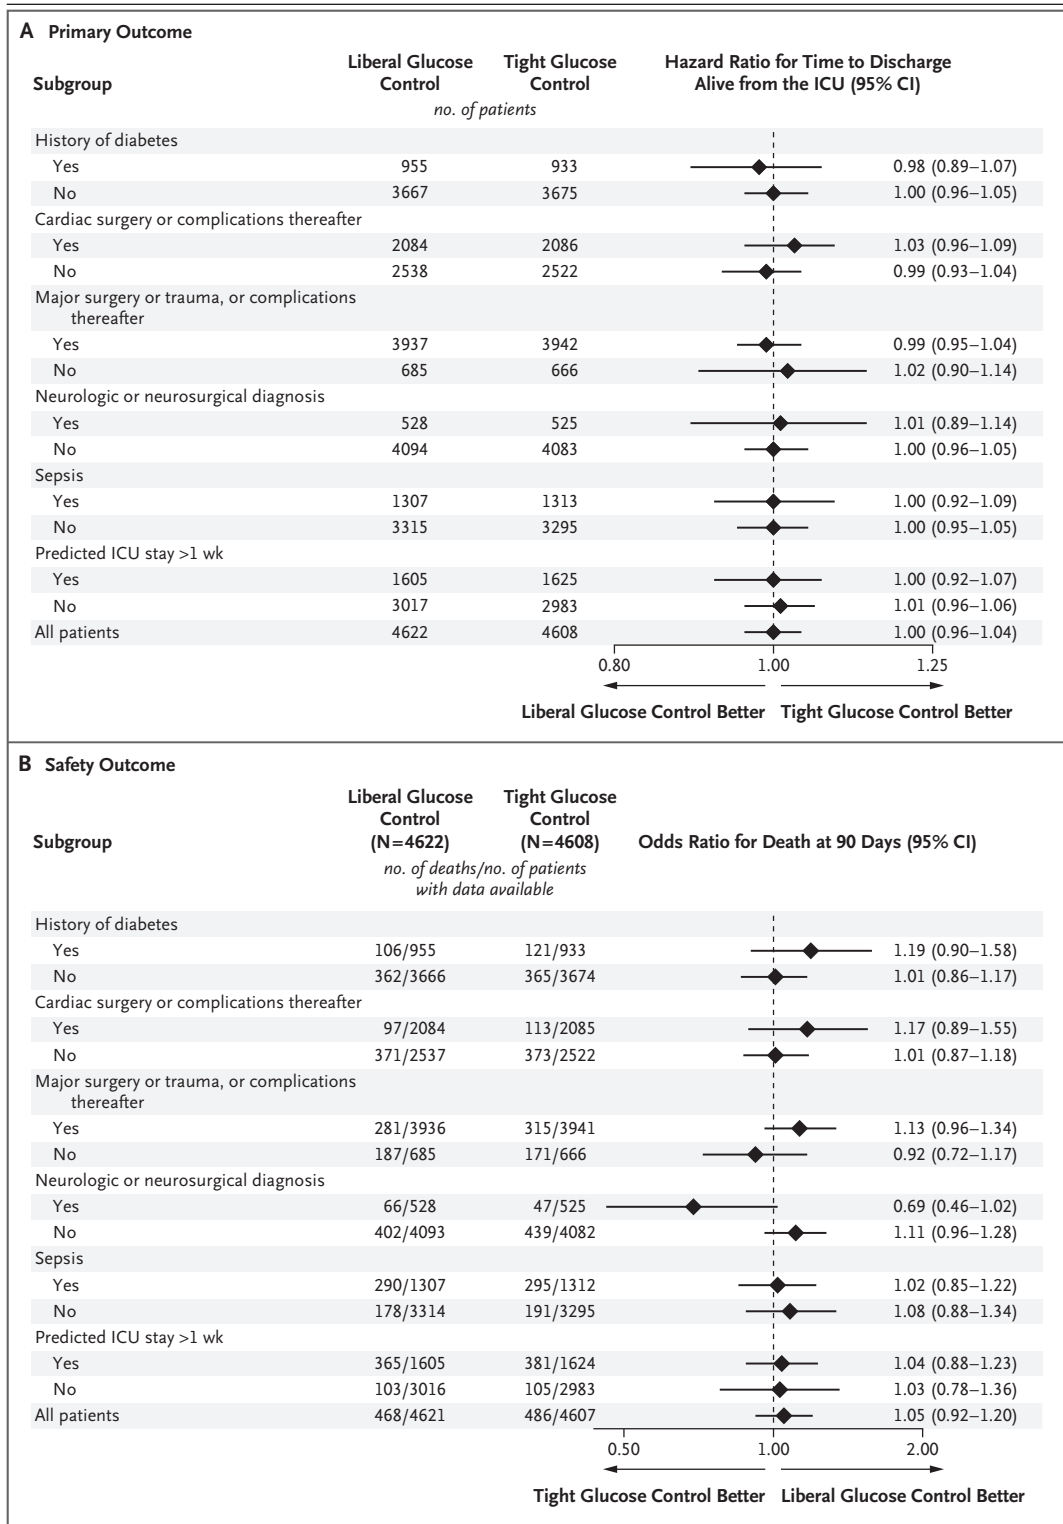 A Primary Outcome
Subgroup Liberal Glucose Control Tight Glucose Control Hazard Ratio for Time to Discharge Alive from the ICU (95% CI)
no. of patients
History of diabetes
Yes 955 933 0.98 (0.89–1.07)
No 3667 3675 1.00 (0.96–1.05)
Cardiac surgery or complications thereafter
Yes 2084 2086 1.03 (0.96–1.09)
No 2538 2522 0.99 (0.93–1.04)
Major surgery or trauma, or complications
thereafter
Yes 3937 3942 0.99 (0.95–1.04)
No 685 666 1.02 (0.90–1.14)
Neurologic or neurosurgical diagnosis
Yes 528 525 1.01 (0.89–1.14)
No 4094 4083 1.00 (0.96–1.05)
Sepsis
Yes 1307 1313 1.00 (0.92–1.09)
No 3315 3295 1.00 (0.95–1.05)
Predicted ICU stay >1 wk
Yes 1605 1625 1.00 (0.92–1.07)
No 3017 2983 1.01 (0.96–1.06)
All patients 4622 4608 1.00 (0.96–1.04)
0.80 1.00 1.25
Liberal Glucose Control Better Tight Glucose Control Better
B Safety Outcome
Subgroup Liberal Glucose Control (N=4622) Tight Glucose Control (N=4608) Odds Ratio for Death at 90 Days (95% CI)
no. of deaths/no. of patients
with data available
History of diabetes
Yes 106/955 121/933 1.19 (0.90–1.58)
No 362/3666 365/3674 1.01 (0.86–1.17)
Cardiac surgery or complications thereafter
Yes 97/2084 113/2085 1.17 (0.89–1.55)
No 371/2537 373/2522 1.01 (0.87–1.18)
Major surgery or trauma, or complications
thereafter
Yes 281/3936 315/3941 1.13 (0.96–1.34)
No 187/685 171/666 0.92 (0.72–1.17)
Neurologic or neurosurgical diagnosis
Yes 66/528 47/525 0.69 (0.46–1.02)
No 402/4093 439/4082 1.11 (0.96–1.28)
Sepsis
Yes 290/1307 295/1312 1.02 (0.85–1.22)
No 178/3314 191/3295 1.08 (0.88–1.34)
Predicted ICU stay >1 wk
Yes 365/1605 381/1624 1.04 (0.88–1.23)
No 103/3016 105/2983 1.03 (0.78–1.36)
All patients 468/4621 486/4607 1.05 (0.92–1.20)
0.50 1.00 2.00
Tight Glucose Control Better Liberal Glucose Control Better